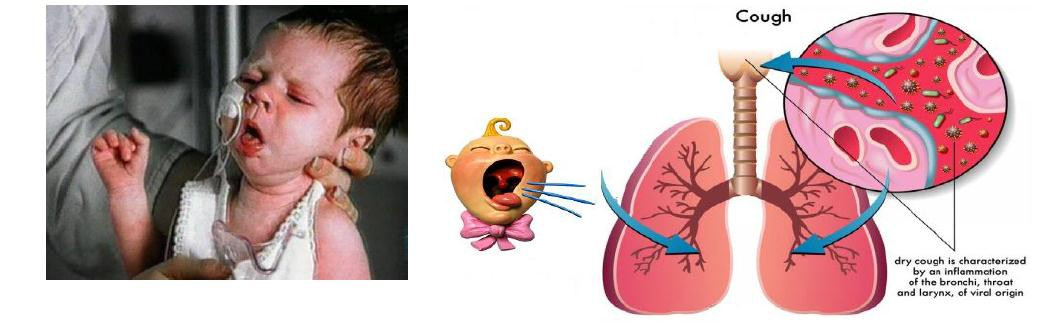 Cough
dry cough is characterized
by an inflammation
of the bronchi, throat
and larynx, of viral origin